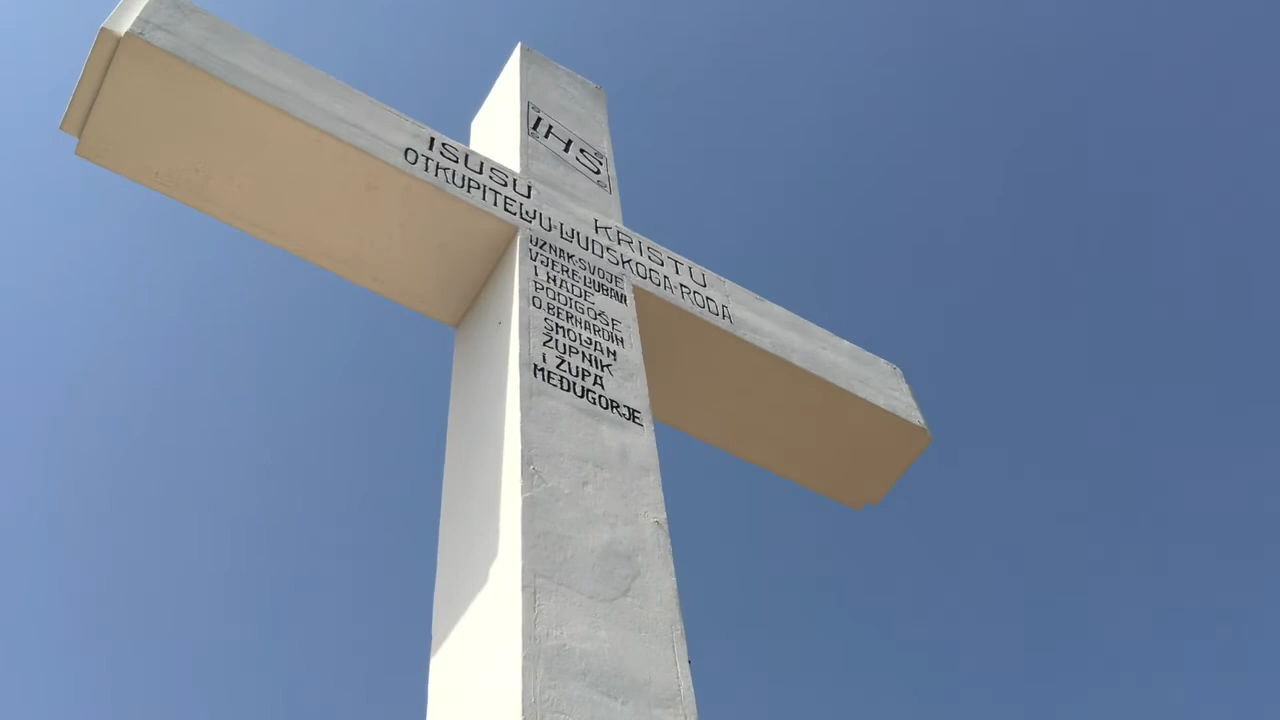 IHS
ISUSU KRISTU
OTKUPITELJU·LJUDSKOGA·RODA
U ZNAK·SVOJE
VJERE·LJUBAVI
I NADE
PODIGOŠE
O.BERNARDIN
SMOLJAN
ŽUPNIK
I ŽUPA
MEĐUGORJE